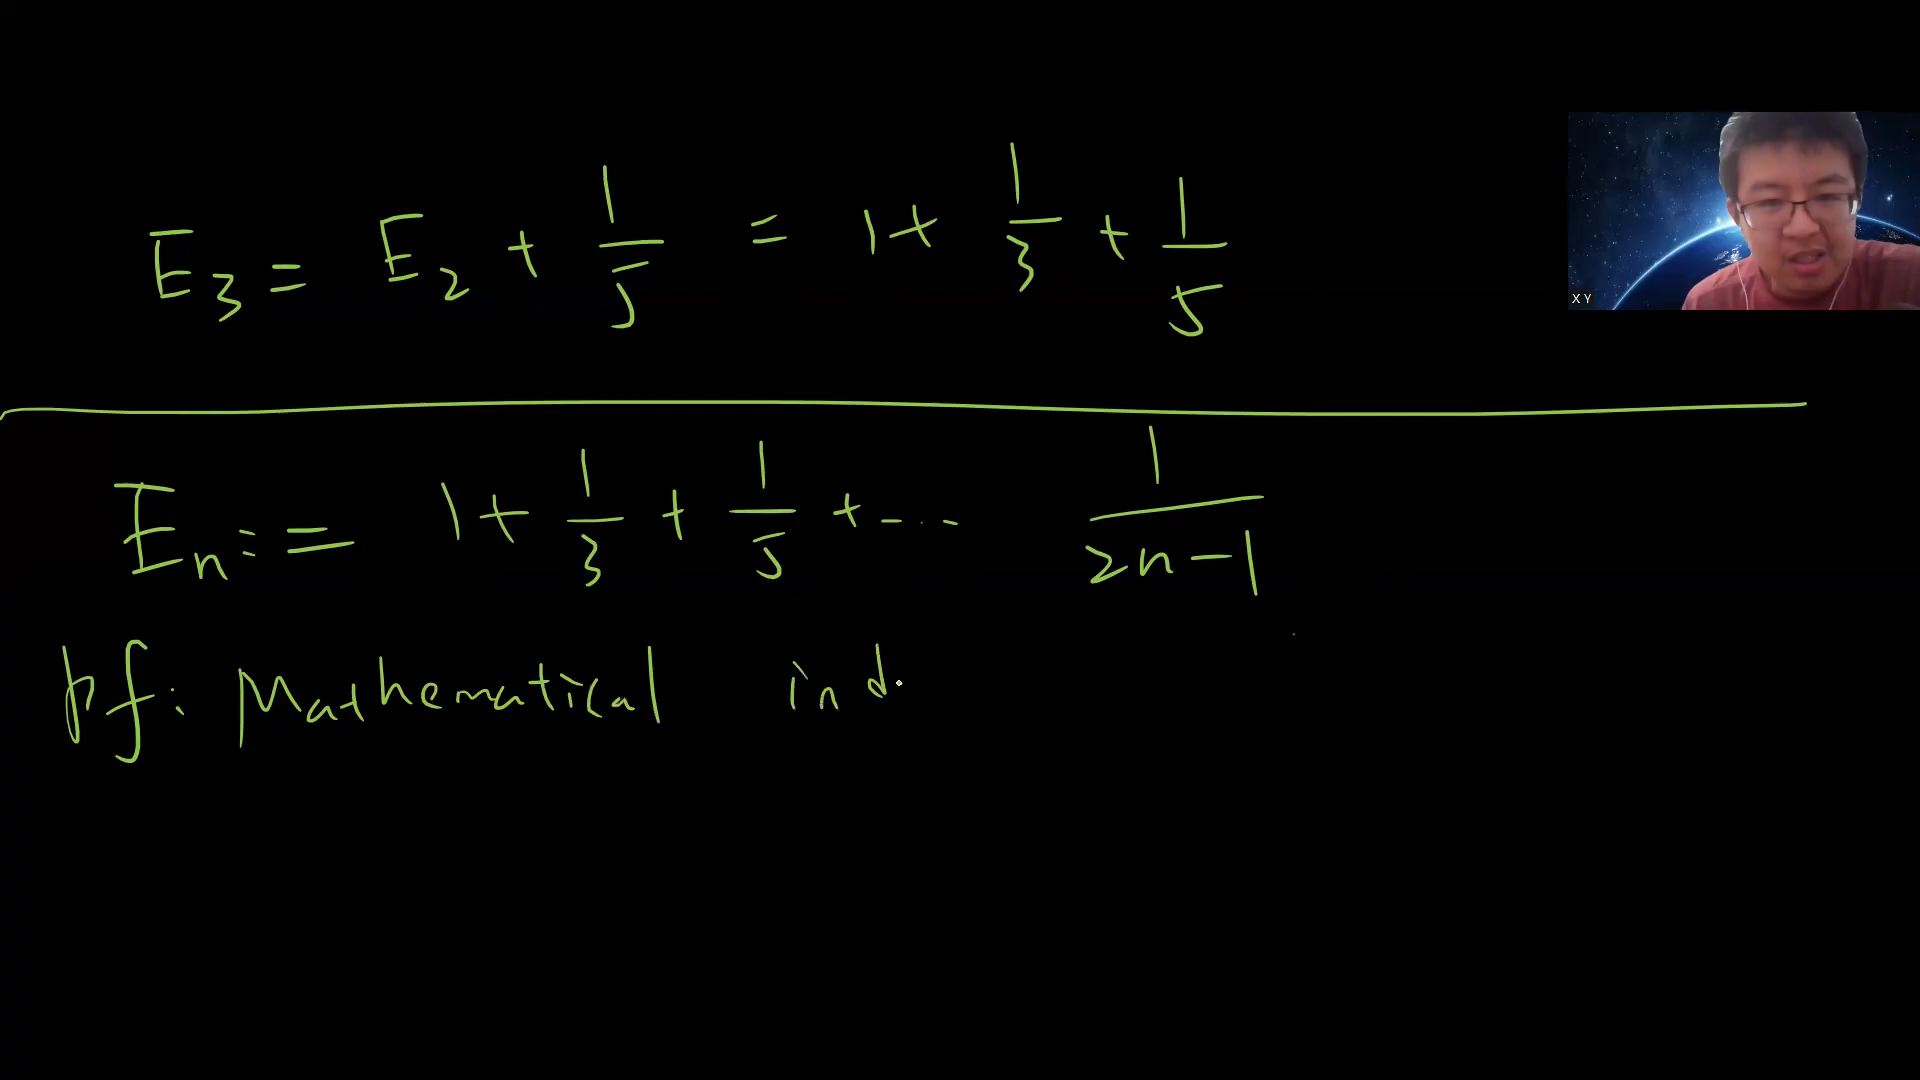 E₃ = E₂ + 1/5 = 1 + 1/3 + 1/5
X Y
Eₙ := 1 + 1/3 + 1/5 + ... 1/(2n-1)
pf: Mathematical ind